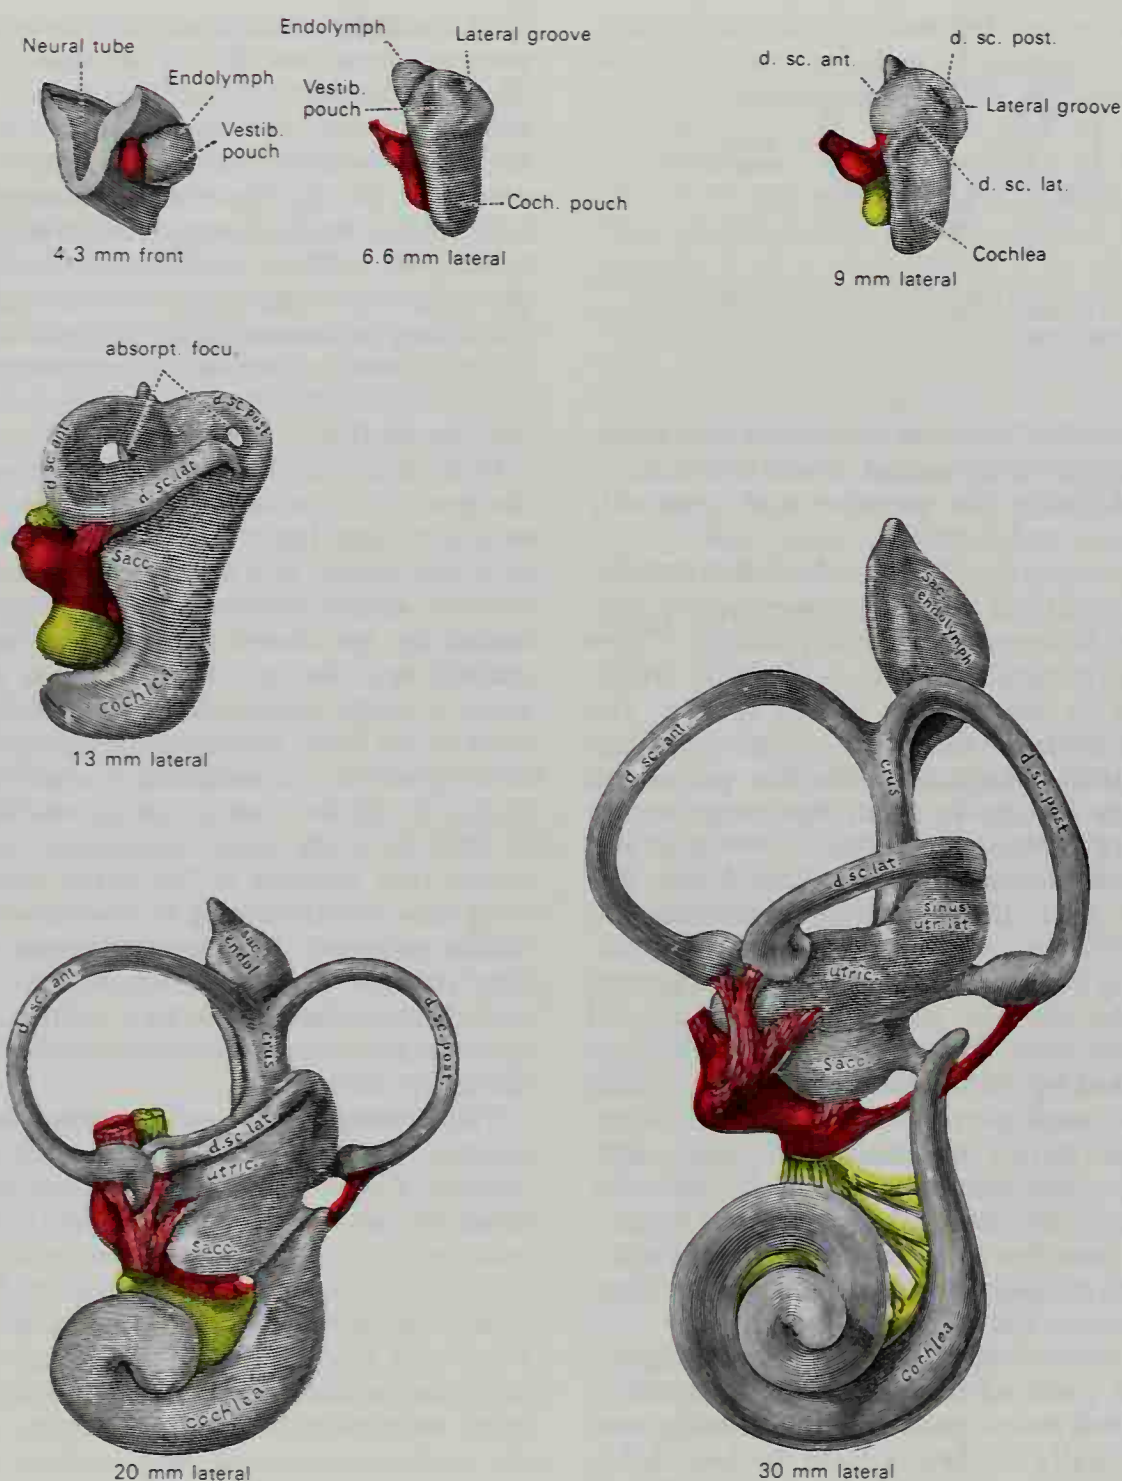 Neural tube
Endolymph
Vestib.
pouch
4.3 mm front
Endolymph
Lateral groove
Vestib.
pouch
Coch. pouch
6.6 mm lateral
d. sc. ant.
d. sc. post.
Lateral groove
d. sc. lat.
Cochlea
9 mm lateral
absorpt. focu.
d. sc. ant
d. sc. post
d. sc. lat
Sacc.
cochlea
13 mm lateral
sac.
endol
d. sc. ant.
d. sc. post.
crus
d. sc. lat
utric.
sacc.
cochlea
20 mm lateral
Sac.
endolymph
d. sc. ant.
crus
d. sc. post.
d. sc. lat.
sinus
utr. lat.
utric.
Sacc.
cochlea
30 mm lateral